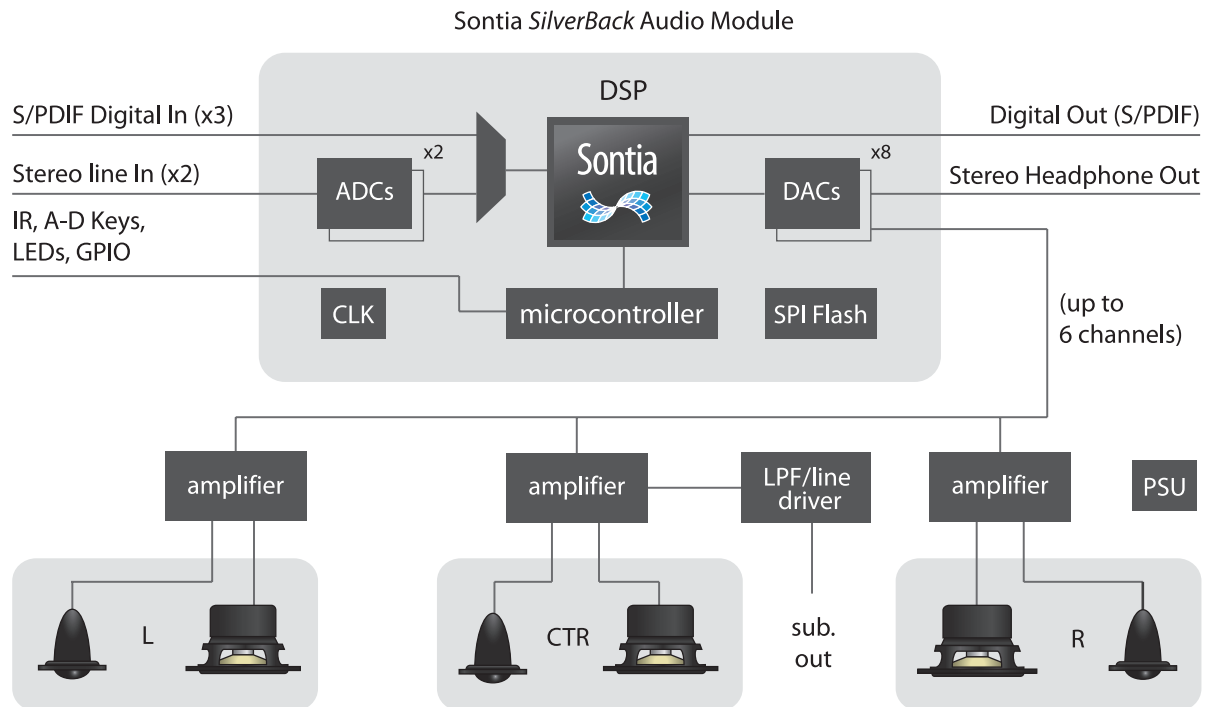 Sontia SilverBack Audio Module
DSP
S/PDIF Digital In (x3)
Digital Out (S/PDIF)
x2
Sontia
x8
Stereo line In (x2)
ADCs
DACs
Stereo Headphone Out
IR, A-D Keys,
LEDs, GPIO
CLK
microcontroller
SPI Flash
(up to
6 channels)
amplifier
amplifier
LPF/line
driver
amplifier
PSU
L
CTR
sub.
out
R